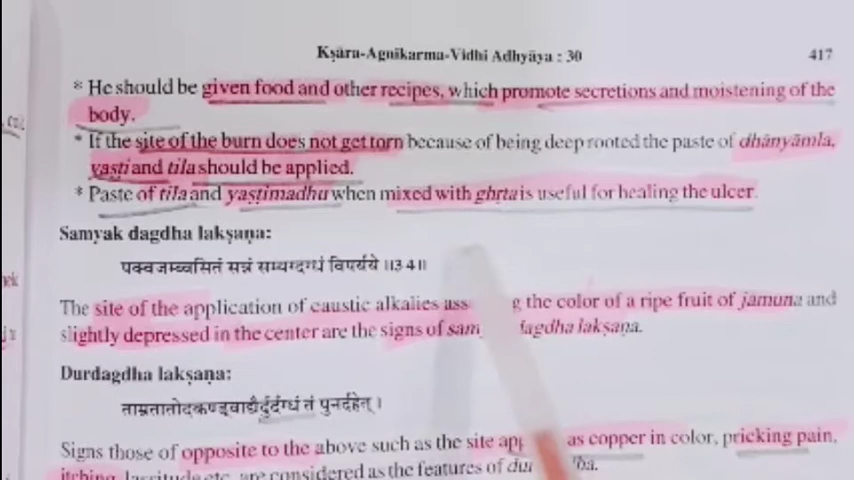 Kṣāra-Agnikarma-Vidhi Adhyāya : 30 417
* He should be given food and other recipes, which promote secretions and moistening of the
body.
* If the site of the burn does not get torn because of being deep rooted the paste of dhānyāmla,
yaṣṭi and tila should be applied.
* Paste of tila and yaṣṭimadhu when mixed with ghṛta is useful for healing the ulcer.
Samyak dagdha lakṣaṇa:
पक्वजम्ब्वसितं सन्नं सम्यग्दग्धं विपर्यये ॥34॥
The site of the application of caustic alkalies the color of a ripe fruit of jamuna and
slightly depressed in the center are the signs of dagdha lakṣaṇa.
Durdagdha lakṣaṇa:
ताम्रतातोदकण्ड्वाद्यैर्दुर्दग्धं तं पुनर्दहेत् ।
Signs those of opposite to the above such as the site as copper in color, pricking pain,
itching, lassitude etc. are considered as the features of